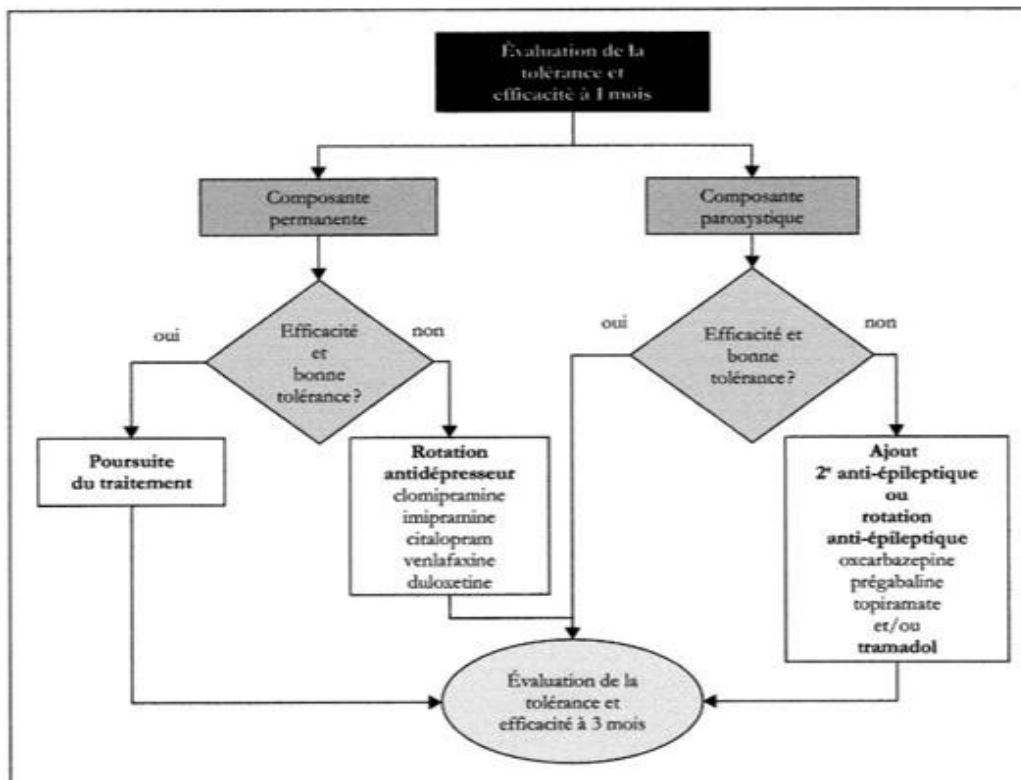 Évaluation de la
tolérance et
efficacité à 1 mois
Composante
permanente
Composante
paroxystique
oui
Efficacité
et
bonne
tolérance ?
non
oui
Efficacité et
bonne
tolérance ?
non
Poursuite
du traitement
Rotation
antidépresseur
clomipramine
imipramine
citalopram
venlafaxine
duloxetine
Ajout
2e anti-épileptique
ou
rotation
anti-épileptique
oxcarbazepine
prégabaline
topiramate
et/ou
tramadol
Évaluation de la
tolérance et
efficacité à 3 mois